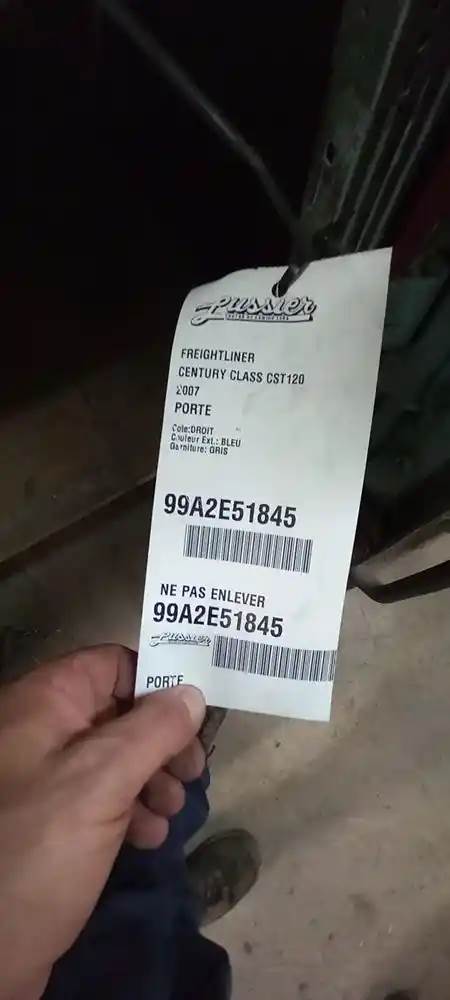 Lussier
FREIGHTLINER
CENTURY CLASS CST120
2007
PORTE
Cote:DROIT
Couleur Ext.: BLEU
Garniture: GRIS
99A2E51845
NE PAS ENLEVER
99A2E51845
Lussier
PORTE